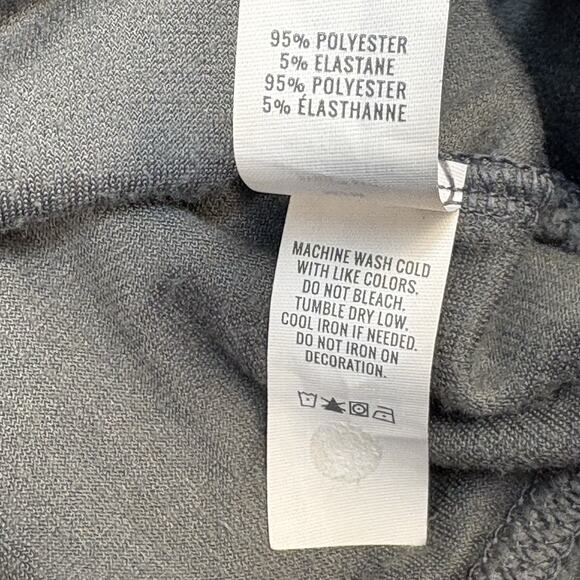 95% POLYESTER
5% ELASTANE
95% POLYESTER
5% ÉLASTHANNE
MACHINE WASH COLD
WITH LIKE COLORS.
DO NOT BLEACH.
TUMBLE DRY LOW.
COOL IRON IF NEEDED.
DO NOT IRON ON
DECORATION.